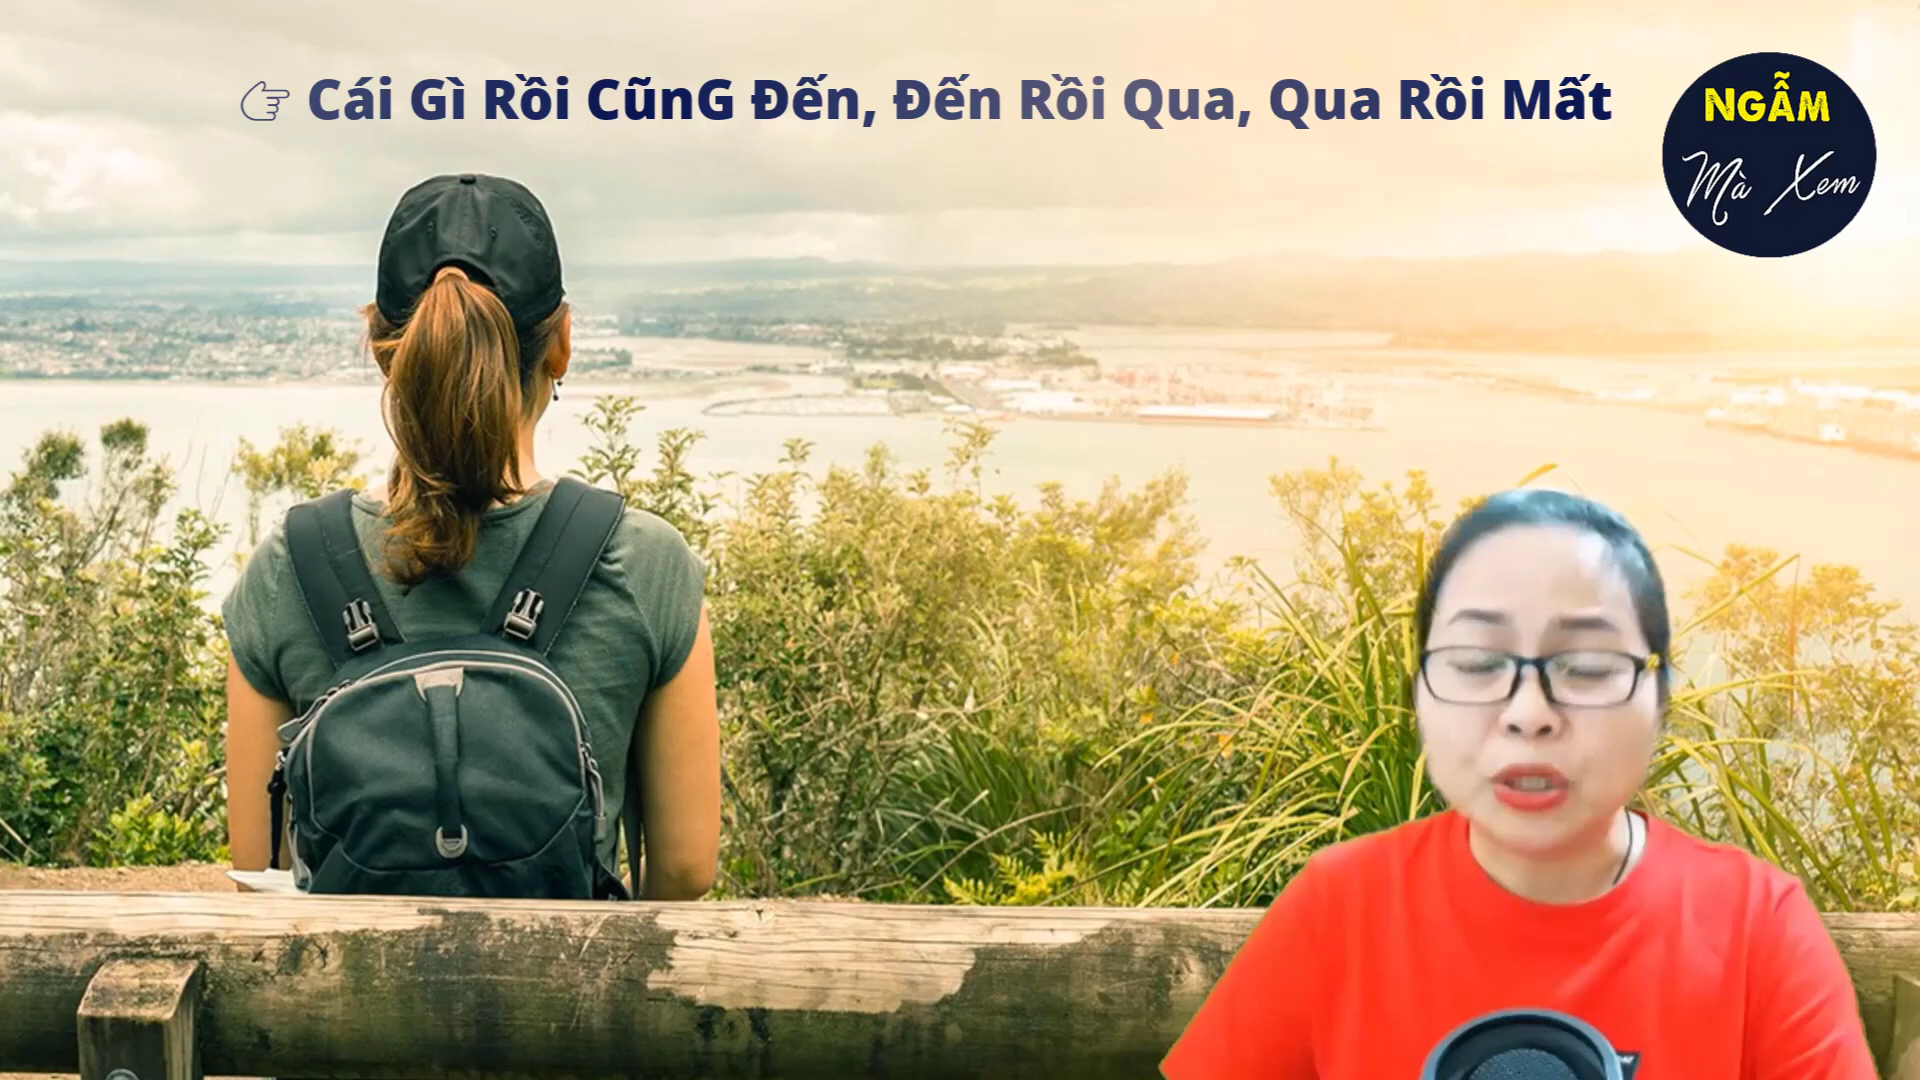 👉 Cái Gì Rồi CũnG Đến, Đến Rồi Qua, Qua Rồi Mất
NGẪM
Mà Xem